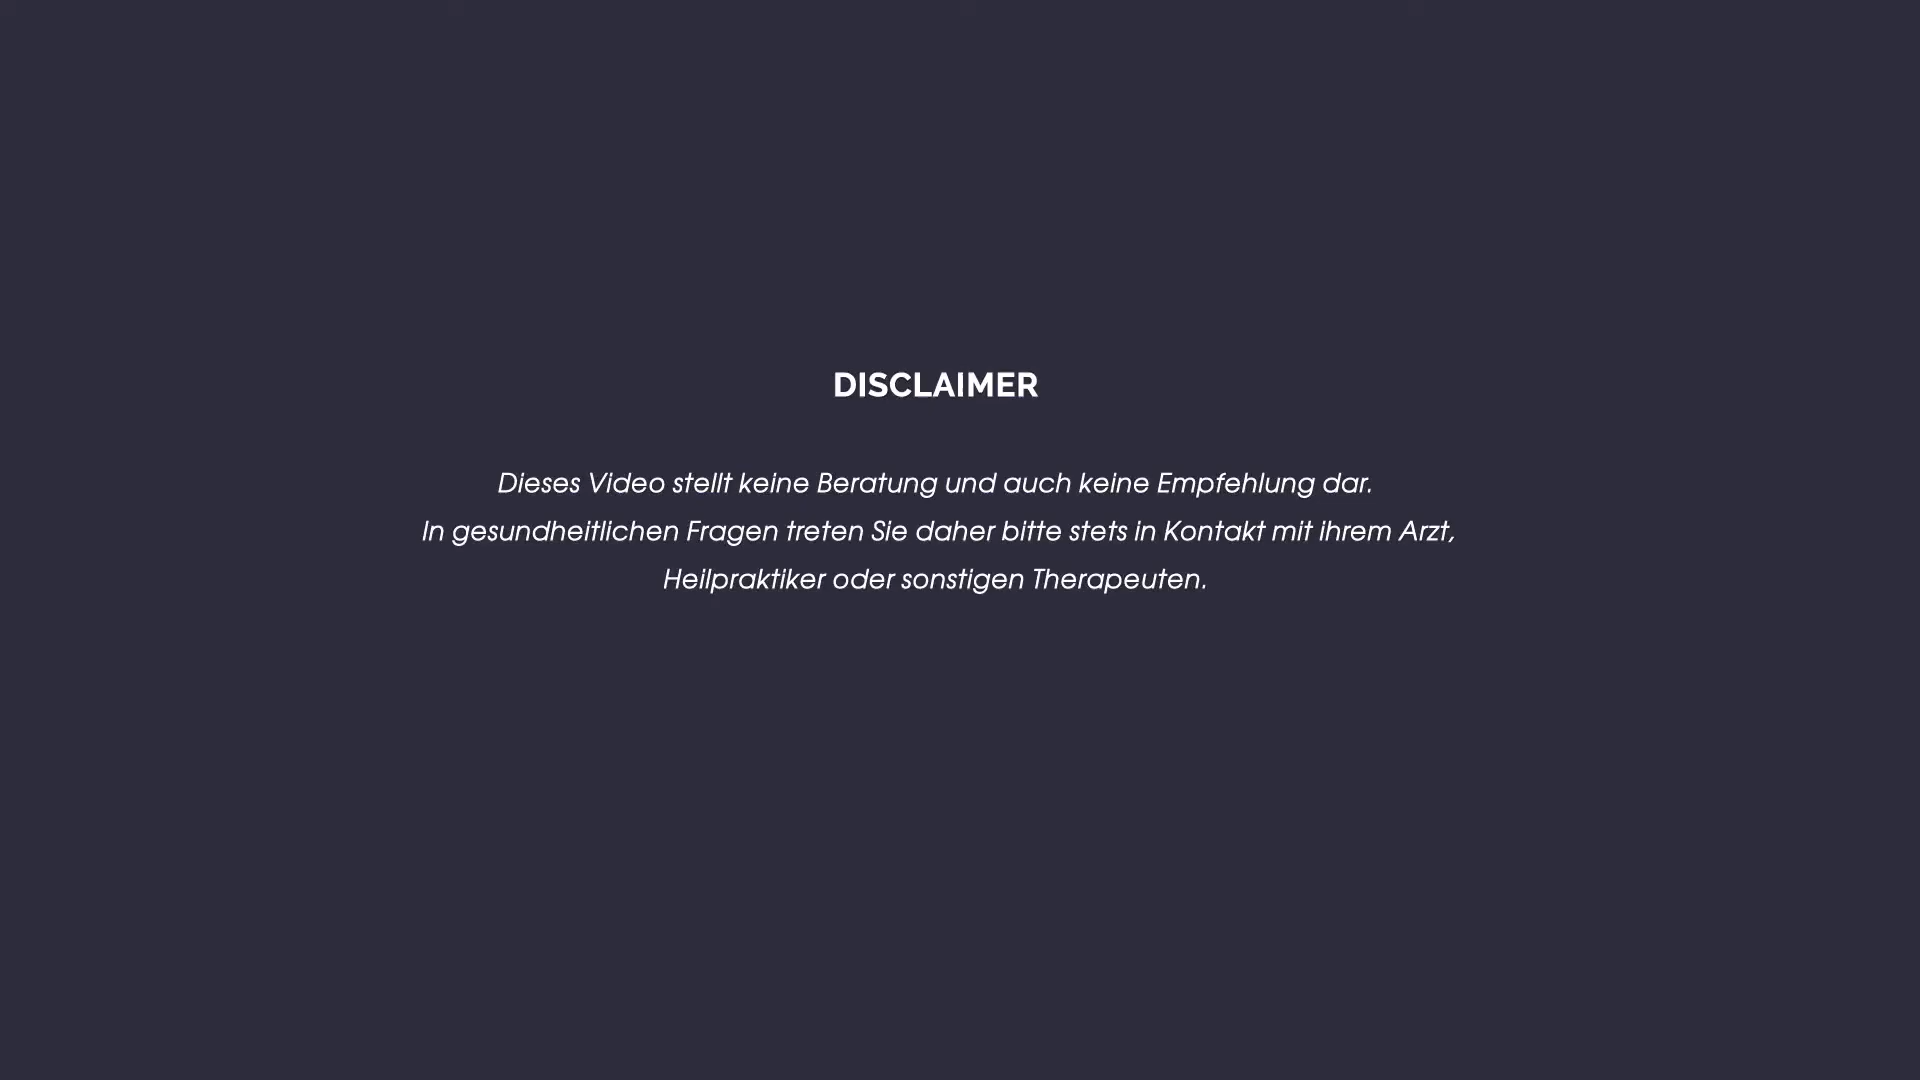 DISCLAIMER
Dieses Video stellt keine Beratung und auch keine Empfehlung dar.
In gesundheitlichen Fragen treten Sie daher bitte stets in Kontakt mit ihrem Arzt,
Heilpraktiker oder sonstigen Therapeuten.